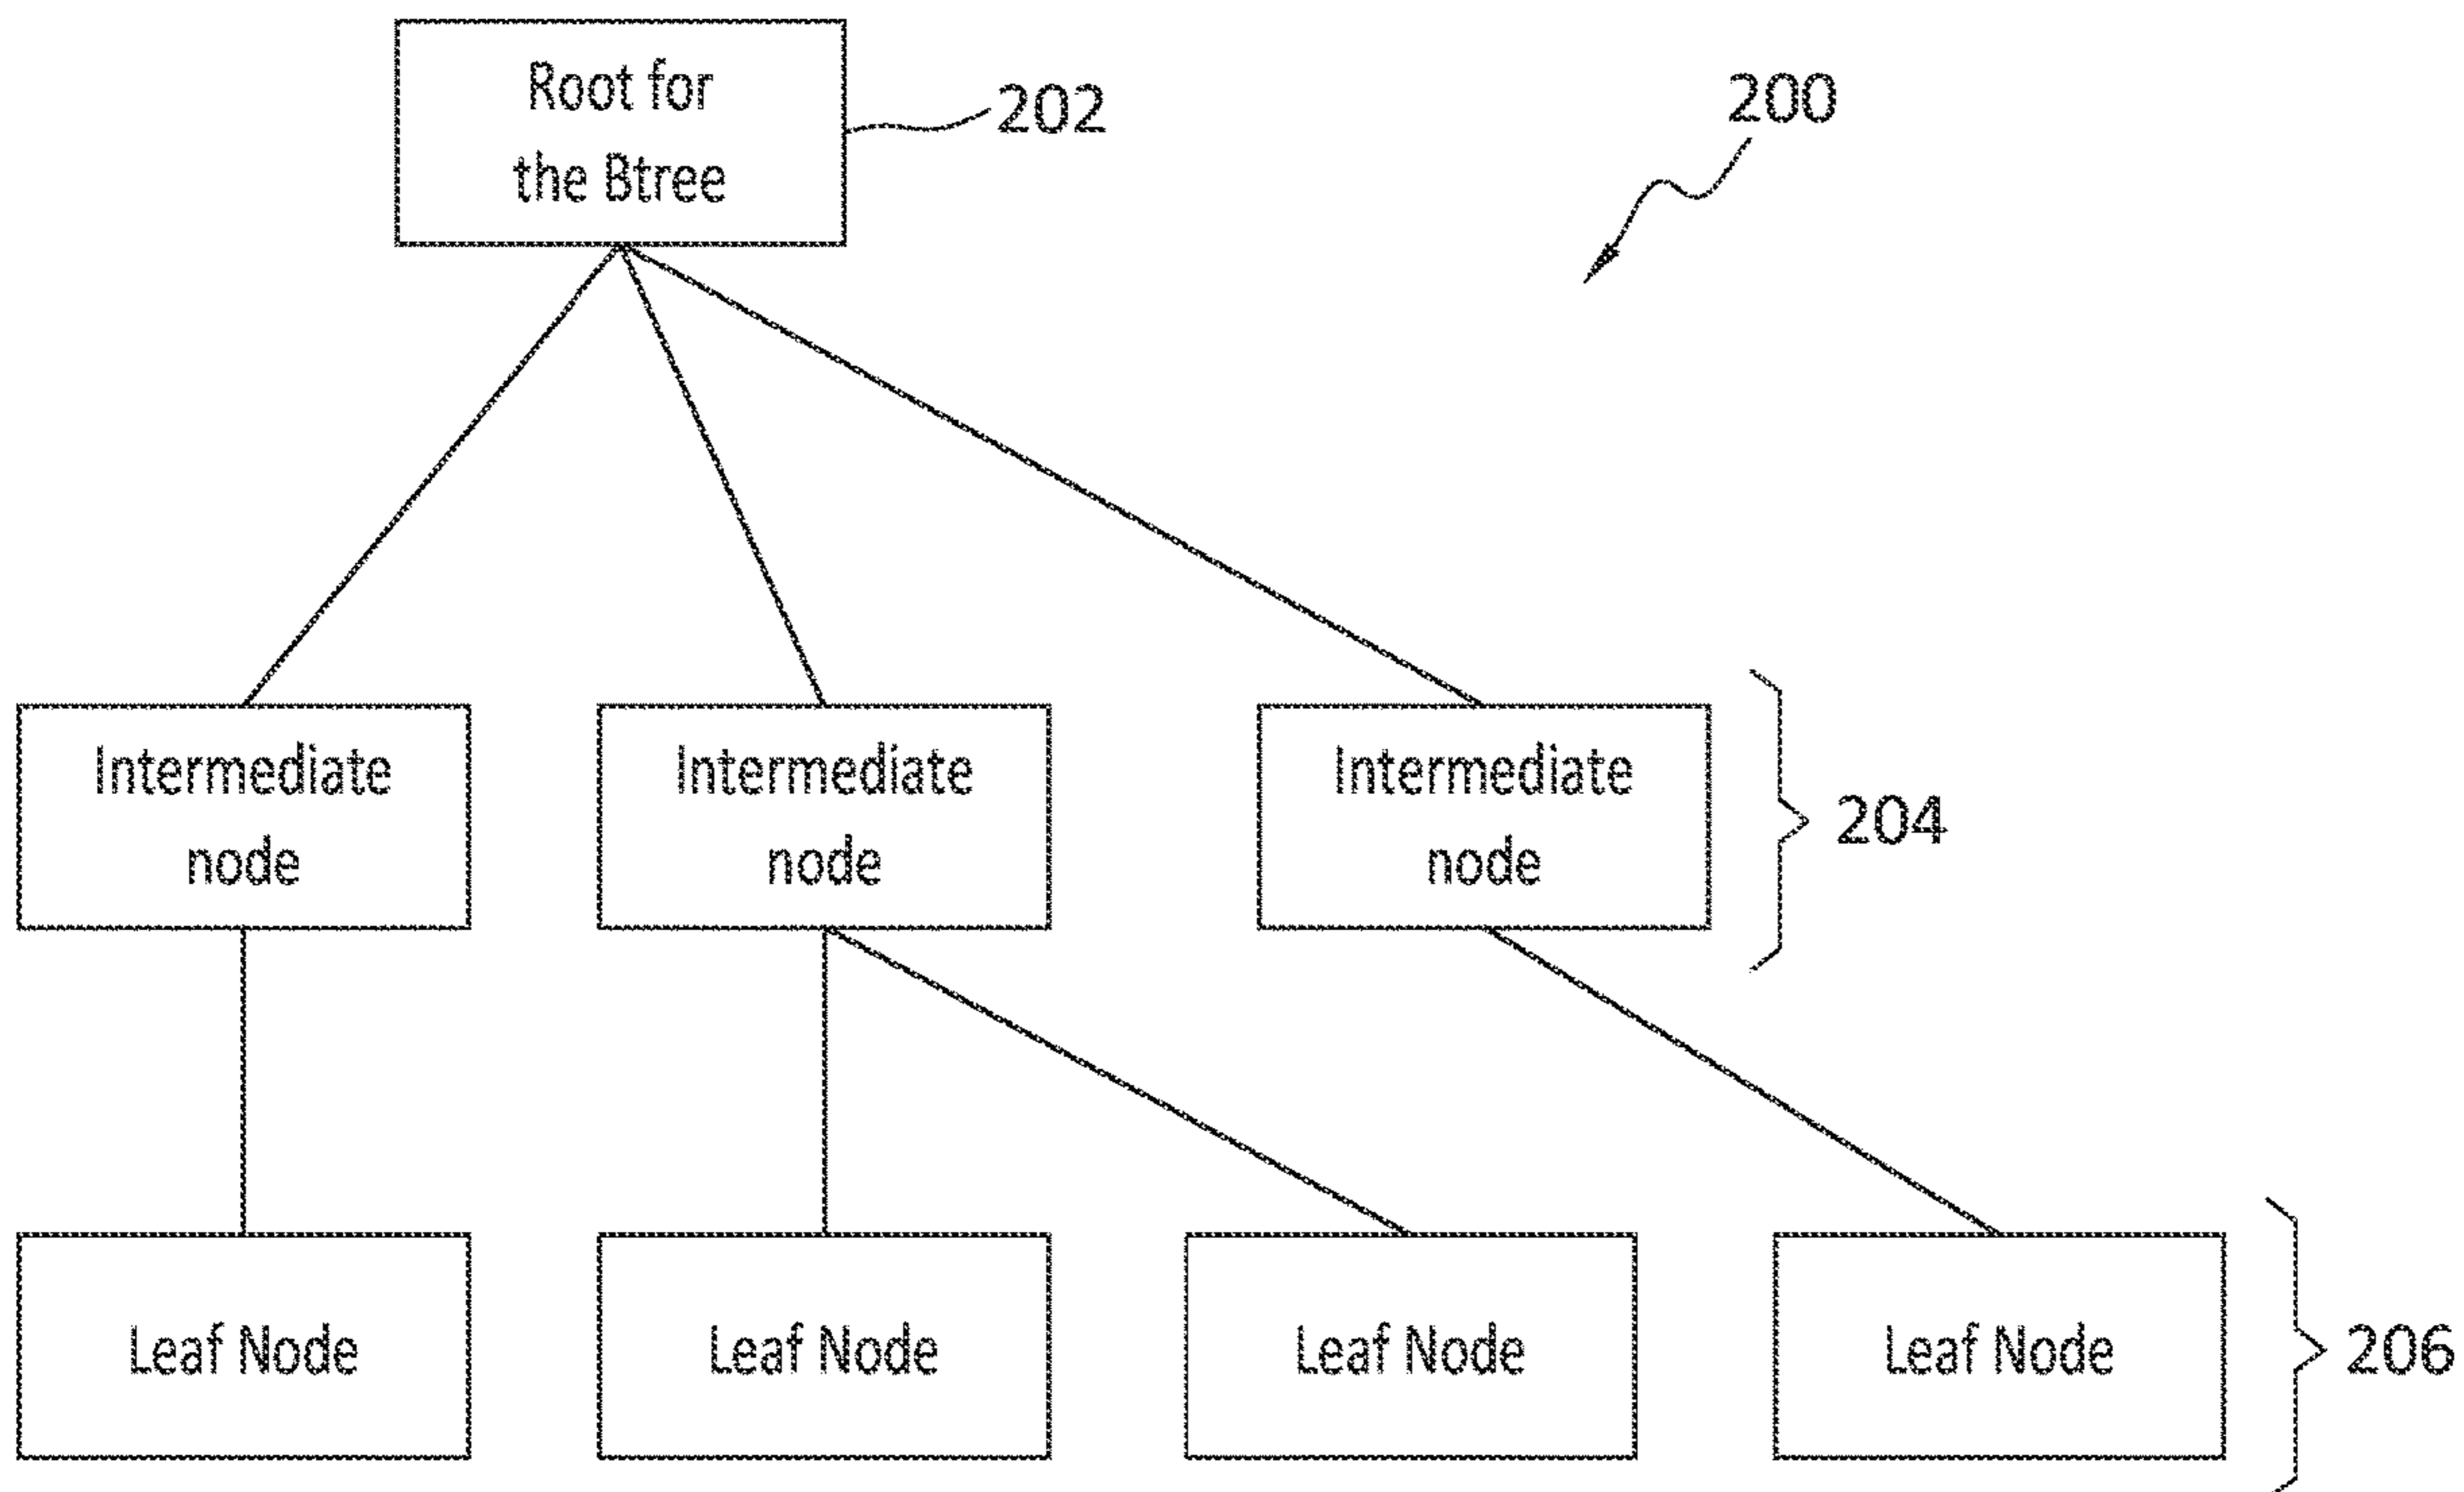 Root for
the Btree
202
200
Intermediate
node
Intermediate
node
Intermediate
node
204
Leaf Node
Leaf Node
Leaf Node
Leaf Node
206